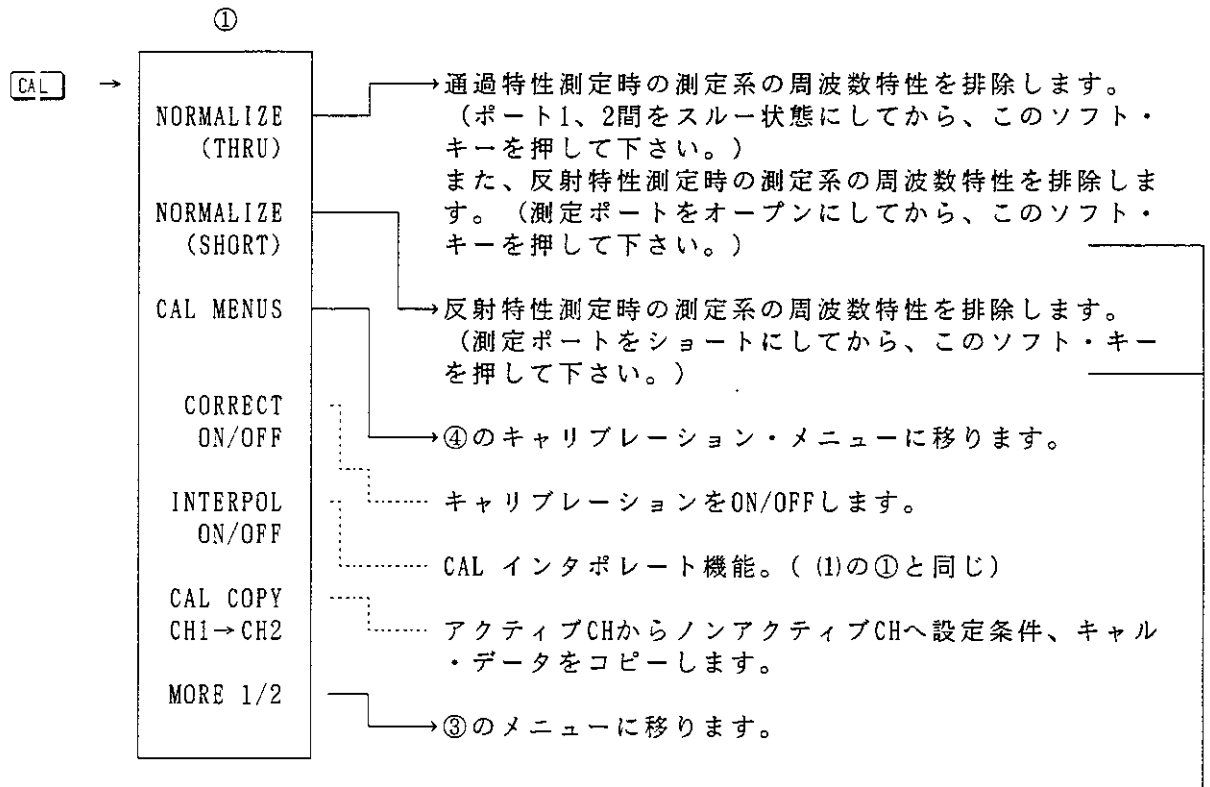 ①
CAL →
NORMALIZE
(THRU)
→通過特性測定時の測定系の周波数特性を排除します。
(ポート1、2間をスルー状態にしてから、このソフト・
キーを押して下さい。)
また、反射特性測定時の測定系の周波数特性を排除しま
す。(測定ポートをオープンにしてから、このソフト・
キーを押して下さい。)
NORMALIZE
(SHORT)
→反射特性測定時の測定系の周波数特性を排除します。
(測定ポートをショートにしてから、このソフト・キー
を押して下さい。)
CAL MENUS
→④のキャリブレーション・メニューに移ります。
CORRECT
ON/OFF
キャリブレーションをON/OFFします。
INTERPOL
ON/OFF
CAL インタポレート機能。( (1)の①と同じ)
CAL COPY
CH1→CH2
アクティブCHからノンアクティブCHへ設定条件、キャル
・データをコピーします。
MORE 1/2
→③のメニューに移ります。